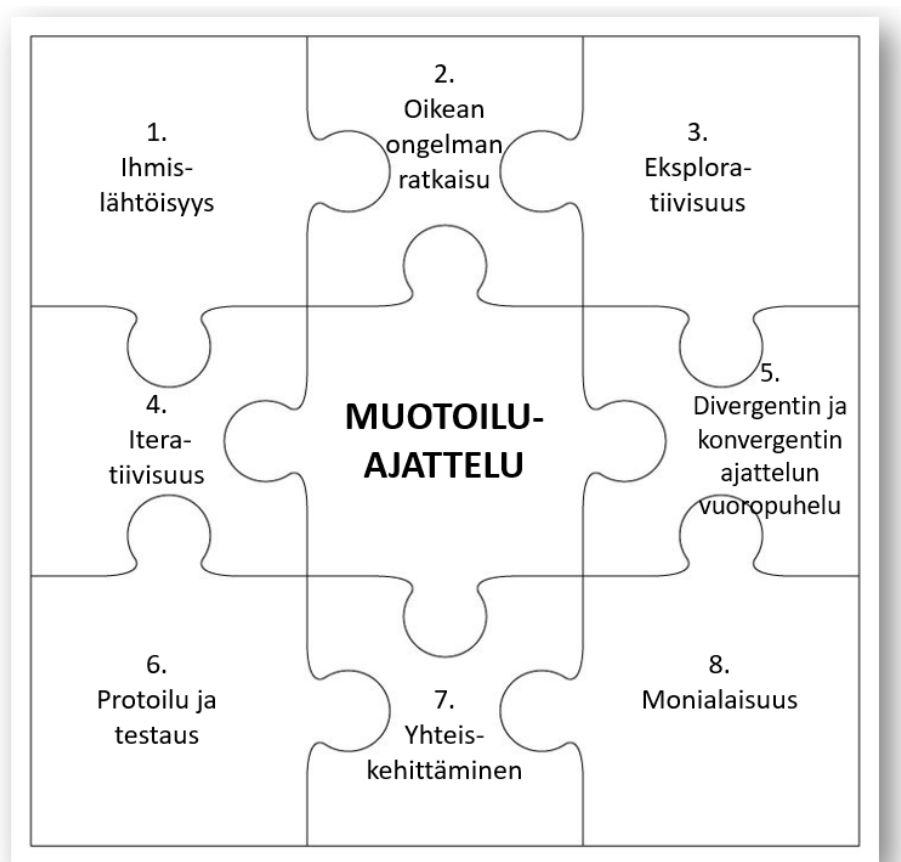 1.
Ihmis-
lähtöisyys
2.
Oikean
ongelman
ratkaisu
3.
Eksplora-
tiivisuus
4.
Itera-
tiivisuus
MUOTOILU-
AJATTELU
5.
Divergentin ja
konvergentin
ajattelun
vuoropuhelu
6.
Protoilu ja
testaus
7.
Yhteis-
kehittäminen
8.
Monialaisuus